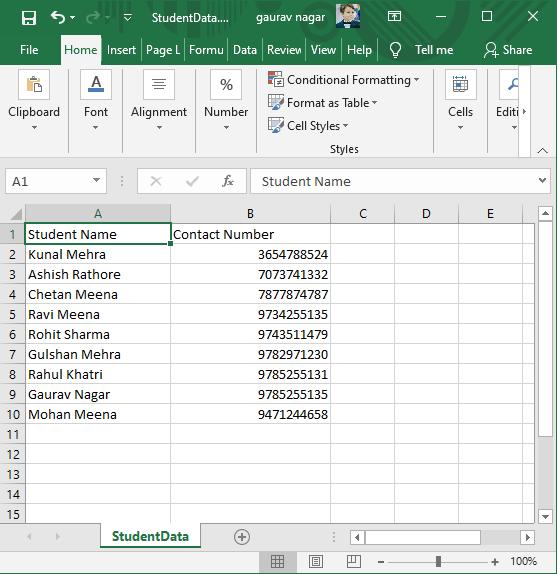 StudentData.... gaurav nagar
File Home Insert Page L Formu Data Review View Help Tell me Share
Clipboard Font Alignment Number Conditional Formatting Format as Table Cell Styles Styles Cells Editi
A1 fx Student Name
A B C D E
1 Student Name Contact Number
2 Kunal Mehra 3654788524
3 Ashish Rathore 7073741332
4 Chetan Meena 7877874787
5 Ravi Meena 9734255135
6 Rohit Sharma 9743511479
7 Gulshan Mehra 9782971230
8 Rahul Khatri 9785255131
9 Gaurav Nagar 9785255135
10 Mohan Meena 9471244658
11
12
13
14
15
StudentData
100%